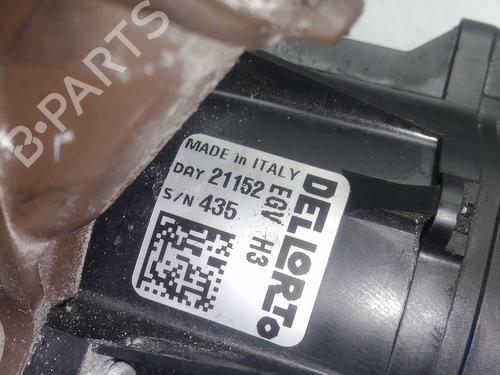 B-PARTS
MADE in ITALY
DAY 21152
S/N 435
EGV H3
DELLORTO